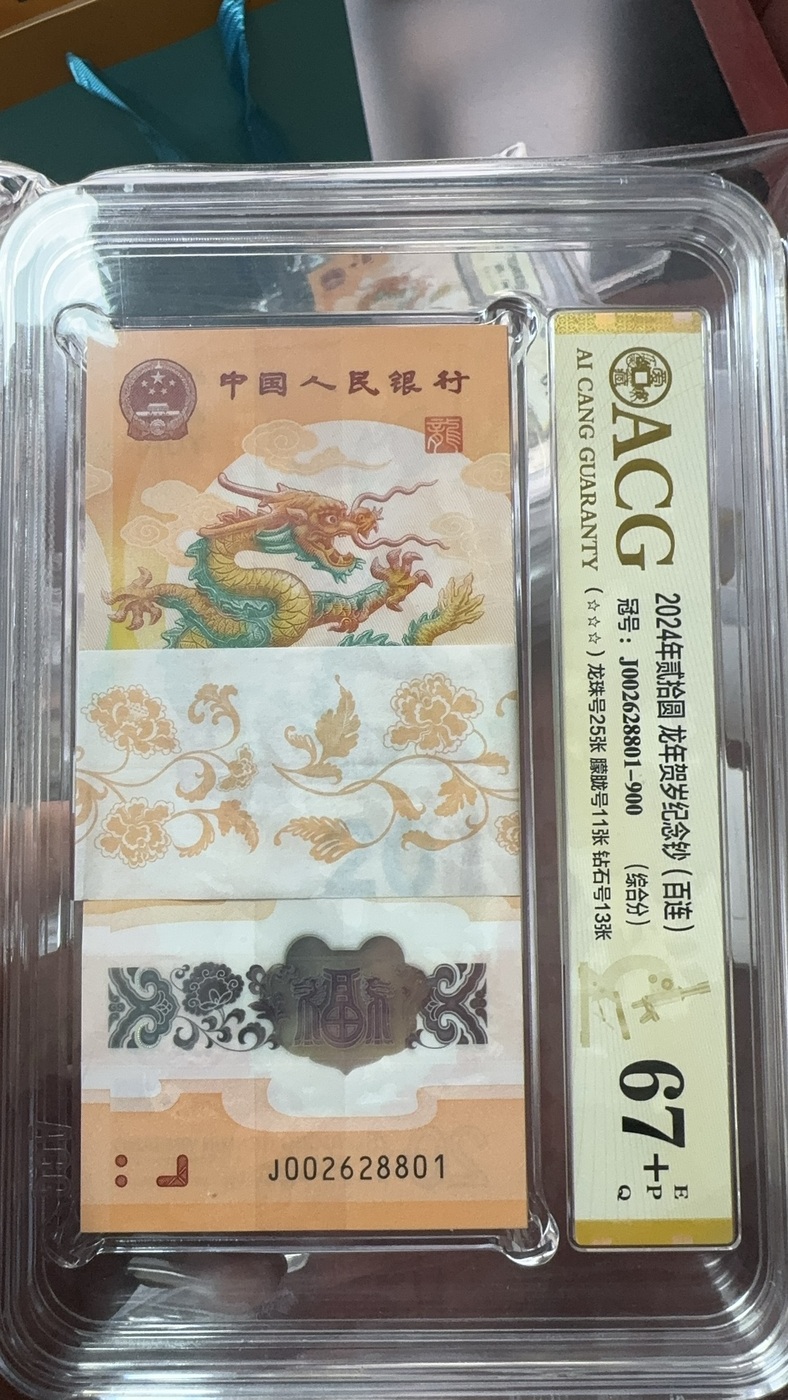 中国人民银行
龍
福
J002628801
ACG
AI CANG GUARANTY
2024年贰拾圆 龙年贺岁纪念钞 (百连)
冠号: J002628801-900 (综合分)
(☆☆☆) 龙珠号25张 朦胧号11张 钻石号13张
67+
E
P
Q